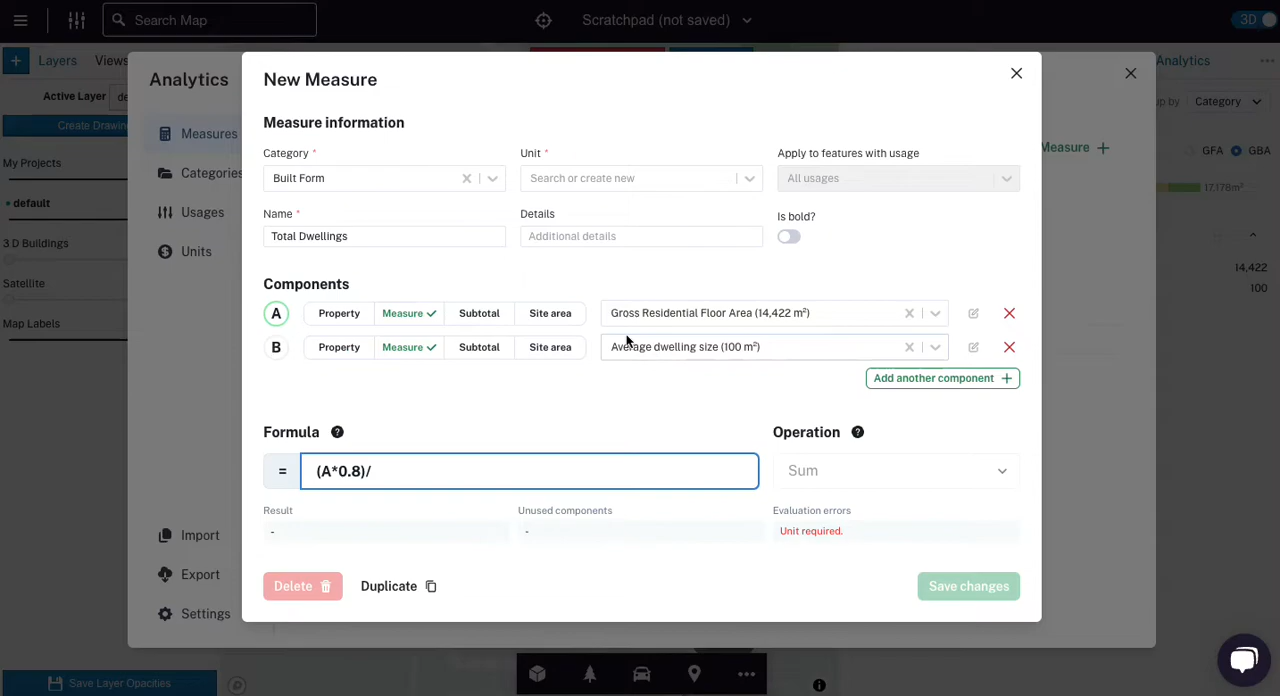 Search Map
Scratchpad (not saved)
3D
+ Layers Views
Analytics
Active Layer de
Create Drawin
My Projects
default
3 D Buildings
Satellite
Map Labels
Save Layer Opacities
Analytics
Measures
Categories
Usages
Units
Import
Export
Settings
Measure +
up by Category
GFA GBA
17,178m²
14,422
100
New Measure
Measure information
Category * Unit * Apply to features with usage
Built Form Search or create new All usages
Name * Details Is bold?
Total Dwellings Additional details
Components
A Property Measure Subtotal Site area Gross Residential Floor Area (14,422 m²)
B Property Measure Subtotal Site area Average dwelling size (100 m²)
Add another component +
Formula ? Operation ?
= (A*0.8)/ Sum
Result Unused components Evaluation errors
- - Unit required.
Delete Duplicate Save changes